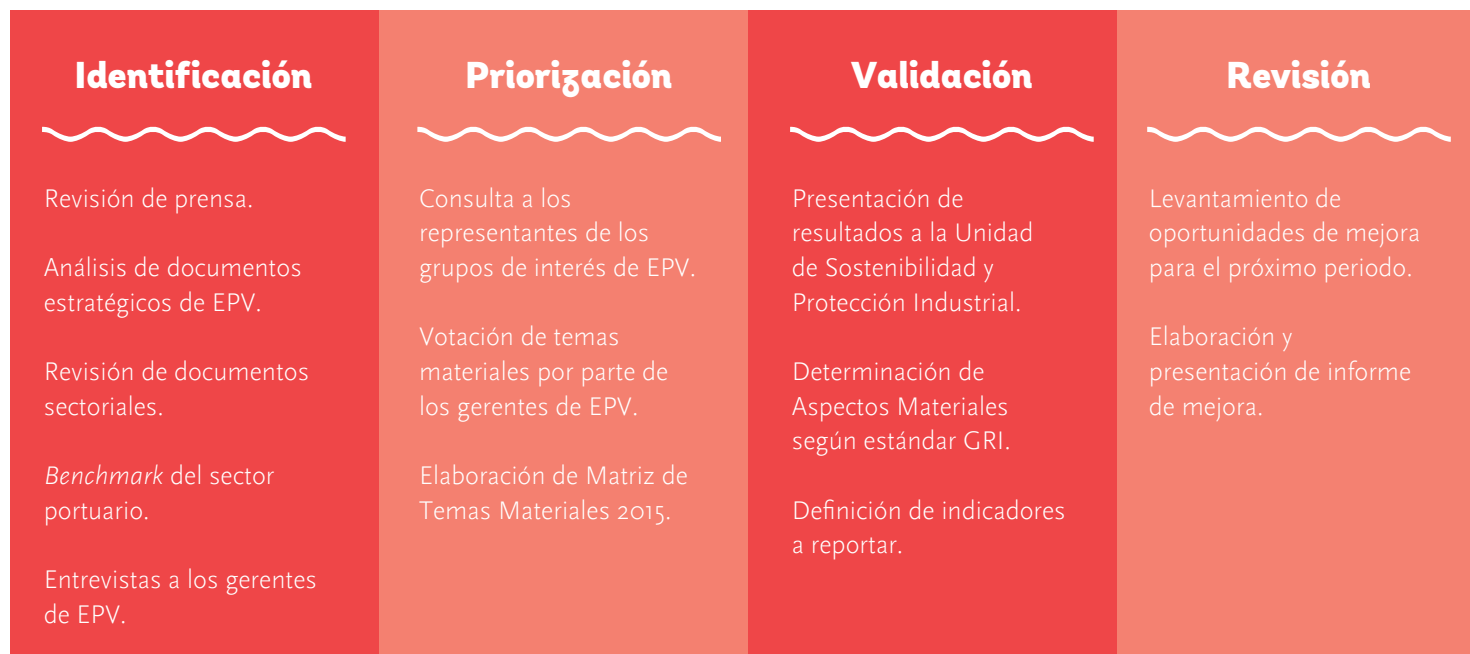 Identificación
Revisión de prensa.
Análisis de documentos
estratégicos de EPV.
Revisión de documentos
sectoriales.
Benchmark del sector
portuario.
Entrevistas a los gerentes
de EPV.
Priorización
Consulta a los
representantes de los
grupos de interés de EPV.
Votación de temas
materiales por parte de
los gerentes de EPV.
Elaboración de Matriz de
Temas Materiales 2015.
Validación
Presentación de
resultados a la Unidad
de Sostenibilidad y
Protección Industrial.
Determinación de
Aspectos Materiales
según estándar GRI.
Definición de indicadores
a reportar.
Revisión
Levantamiento de
oportunidades de mejora
para el próximo periodo.
Elaboración y
presentación de informe
de mejora.